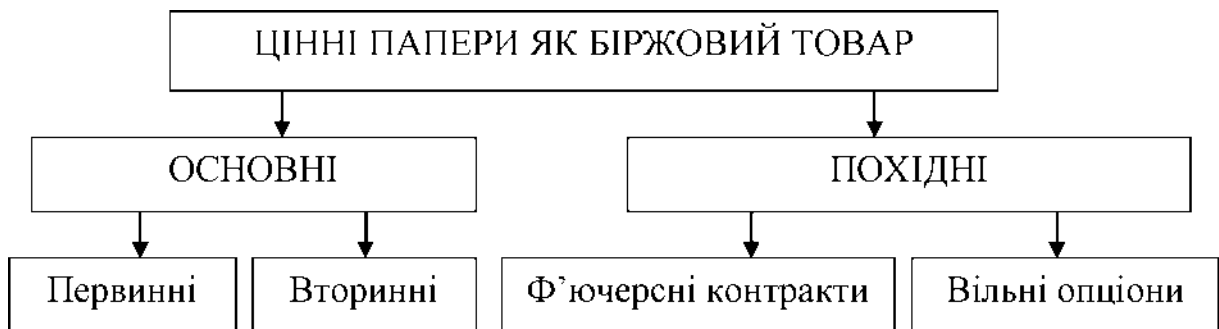 ЦІННІ ПАПЕРИ ЯК БІРЖОВИЙ ТОВАР
ОСНОВНІ
ПОХІДНІ
Первинні
Вторинні
Ф’ючерсні контракти
Вільні опціони